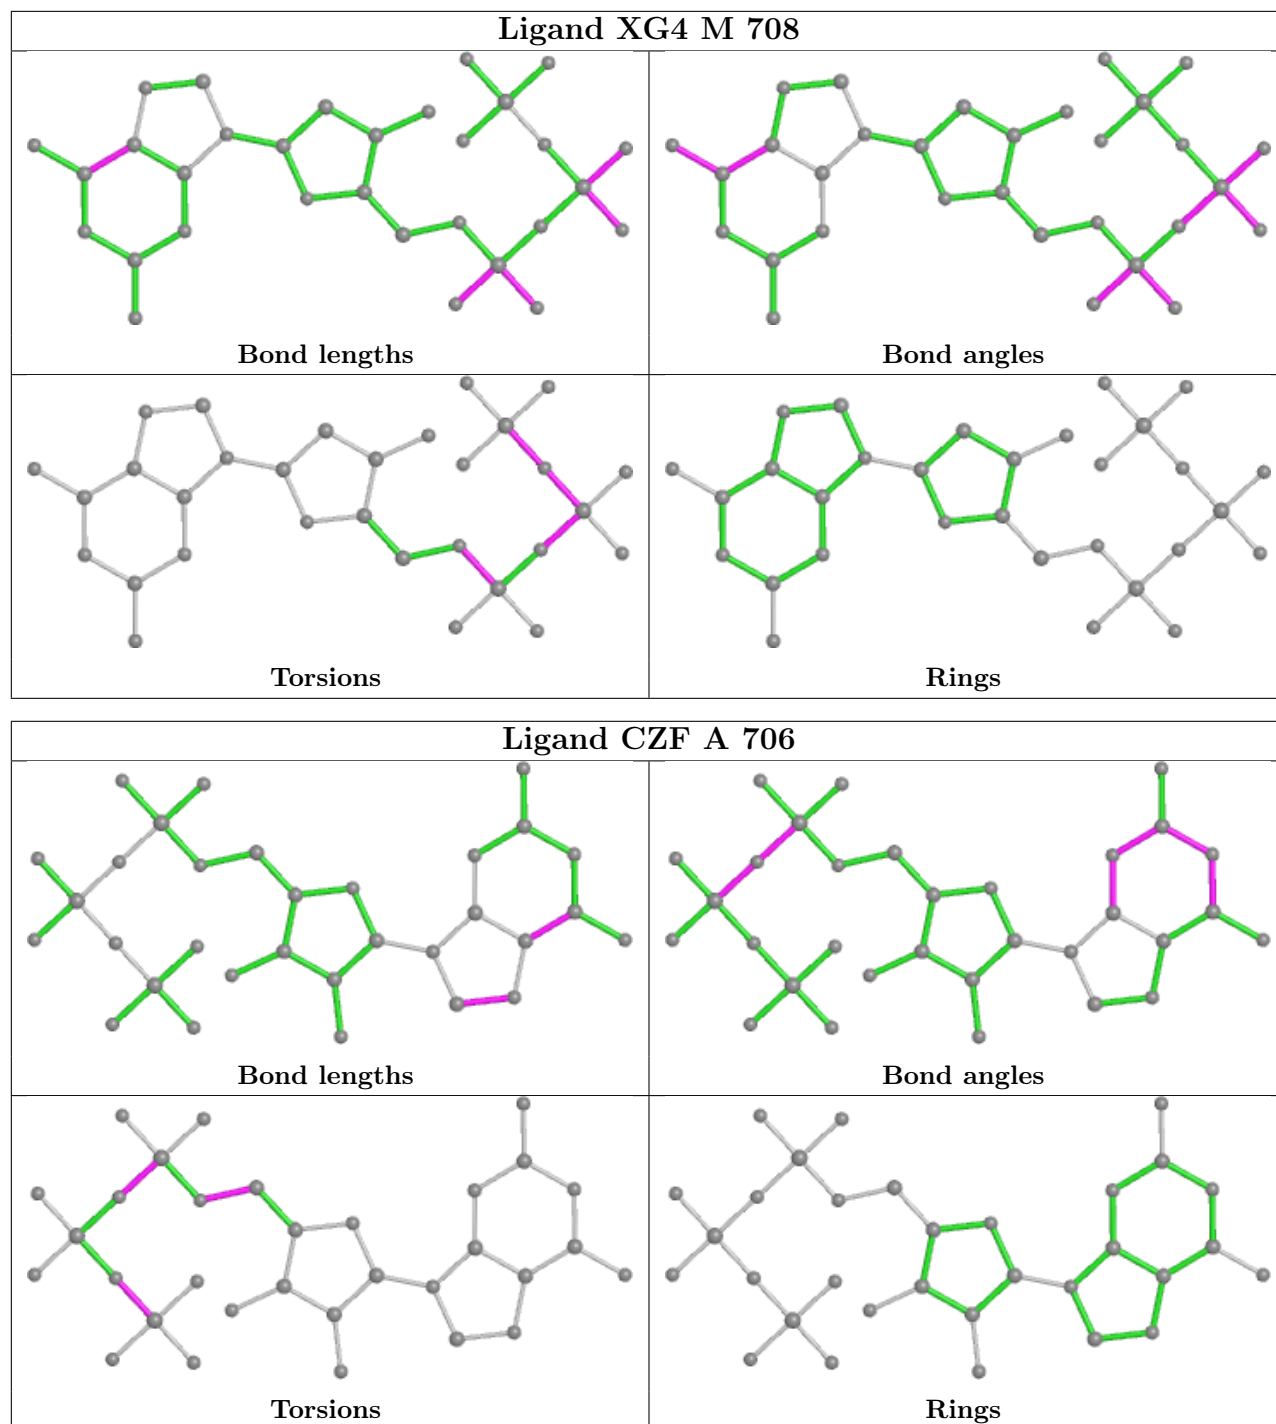 Ligand XG4 M 708
Bond lengths
Bond angles
Torsions
Rings
Ligand CZF A 706
Bond lengths
Bond angles
Torsions
Rings